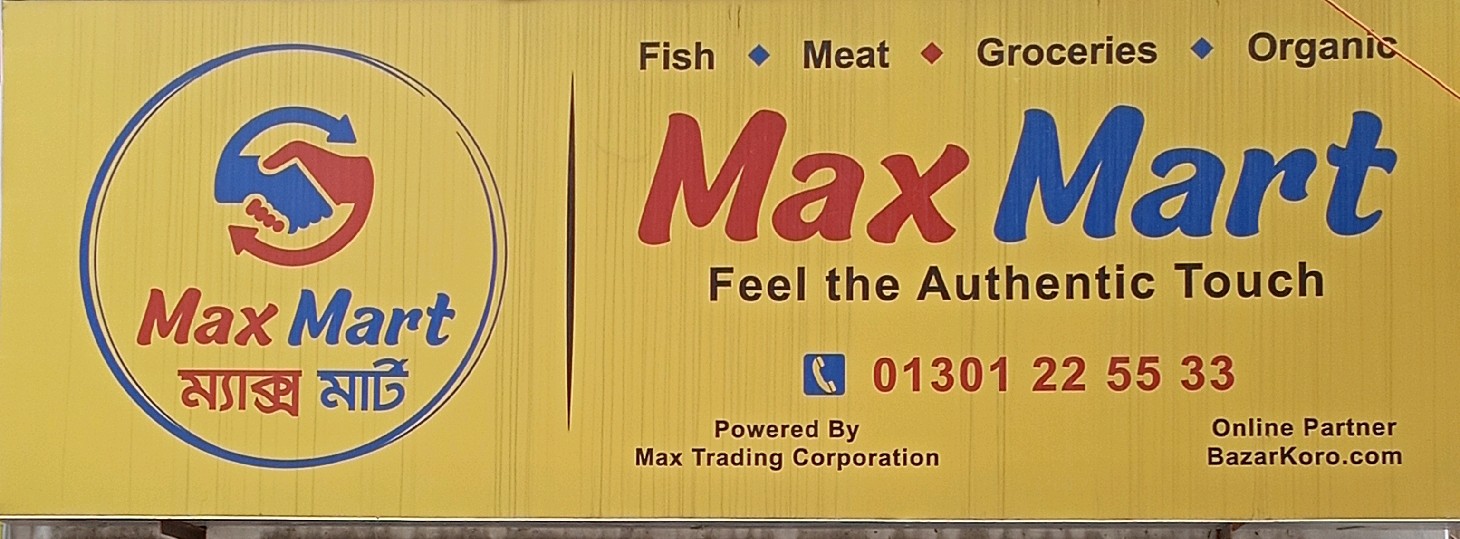 Max Mart
ম্যাক্স মার্ট
Fish ◆ Meat ◆ Groceries ◆ Organic
Max Mart
Feel the Authentic Touch
01301 22 55 33
Powered By
Max Trading Corporation
Online Partner
BazarKoro.com